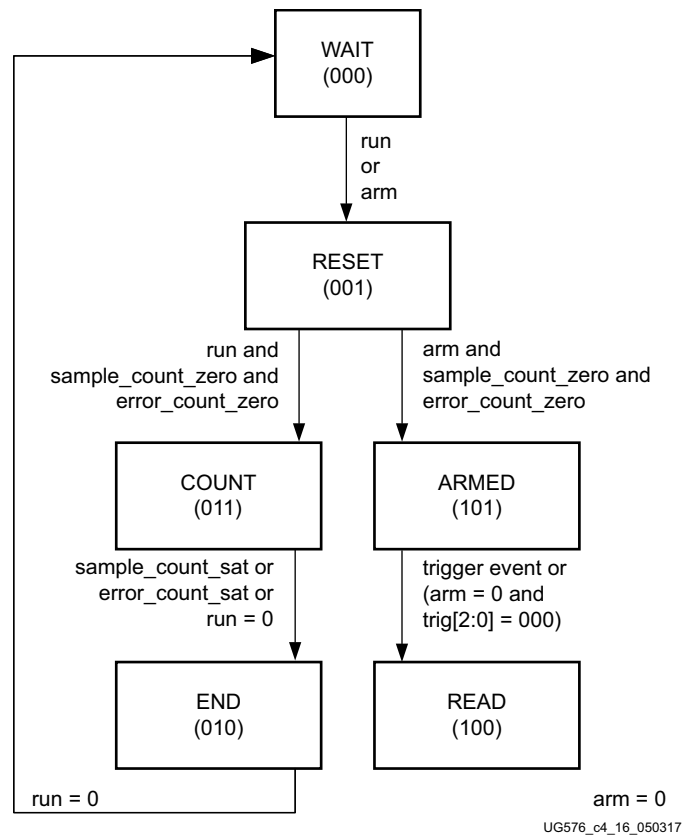 WAIT
(000)
run
or
arm
RESET
(001)
run and
sample_count_zero and
error_count_zero
arm and
sample_count_zero and
error_count_zero
COUNT
(011)
ARMED
(101)
sample_count_sat or
error_count_sat or
run = 0
trigger event or
(arm = 0 and
trig[2:0] = 000)
END
(010)
READ
(100)
run = 0
arm = 0
UG576_c4_16_050317